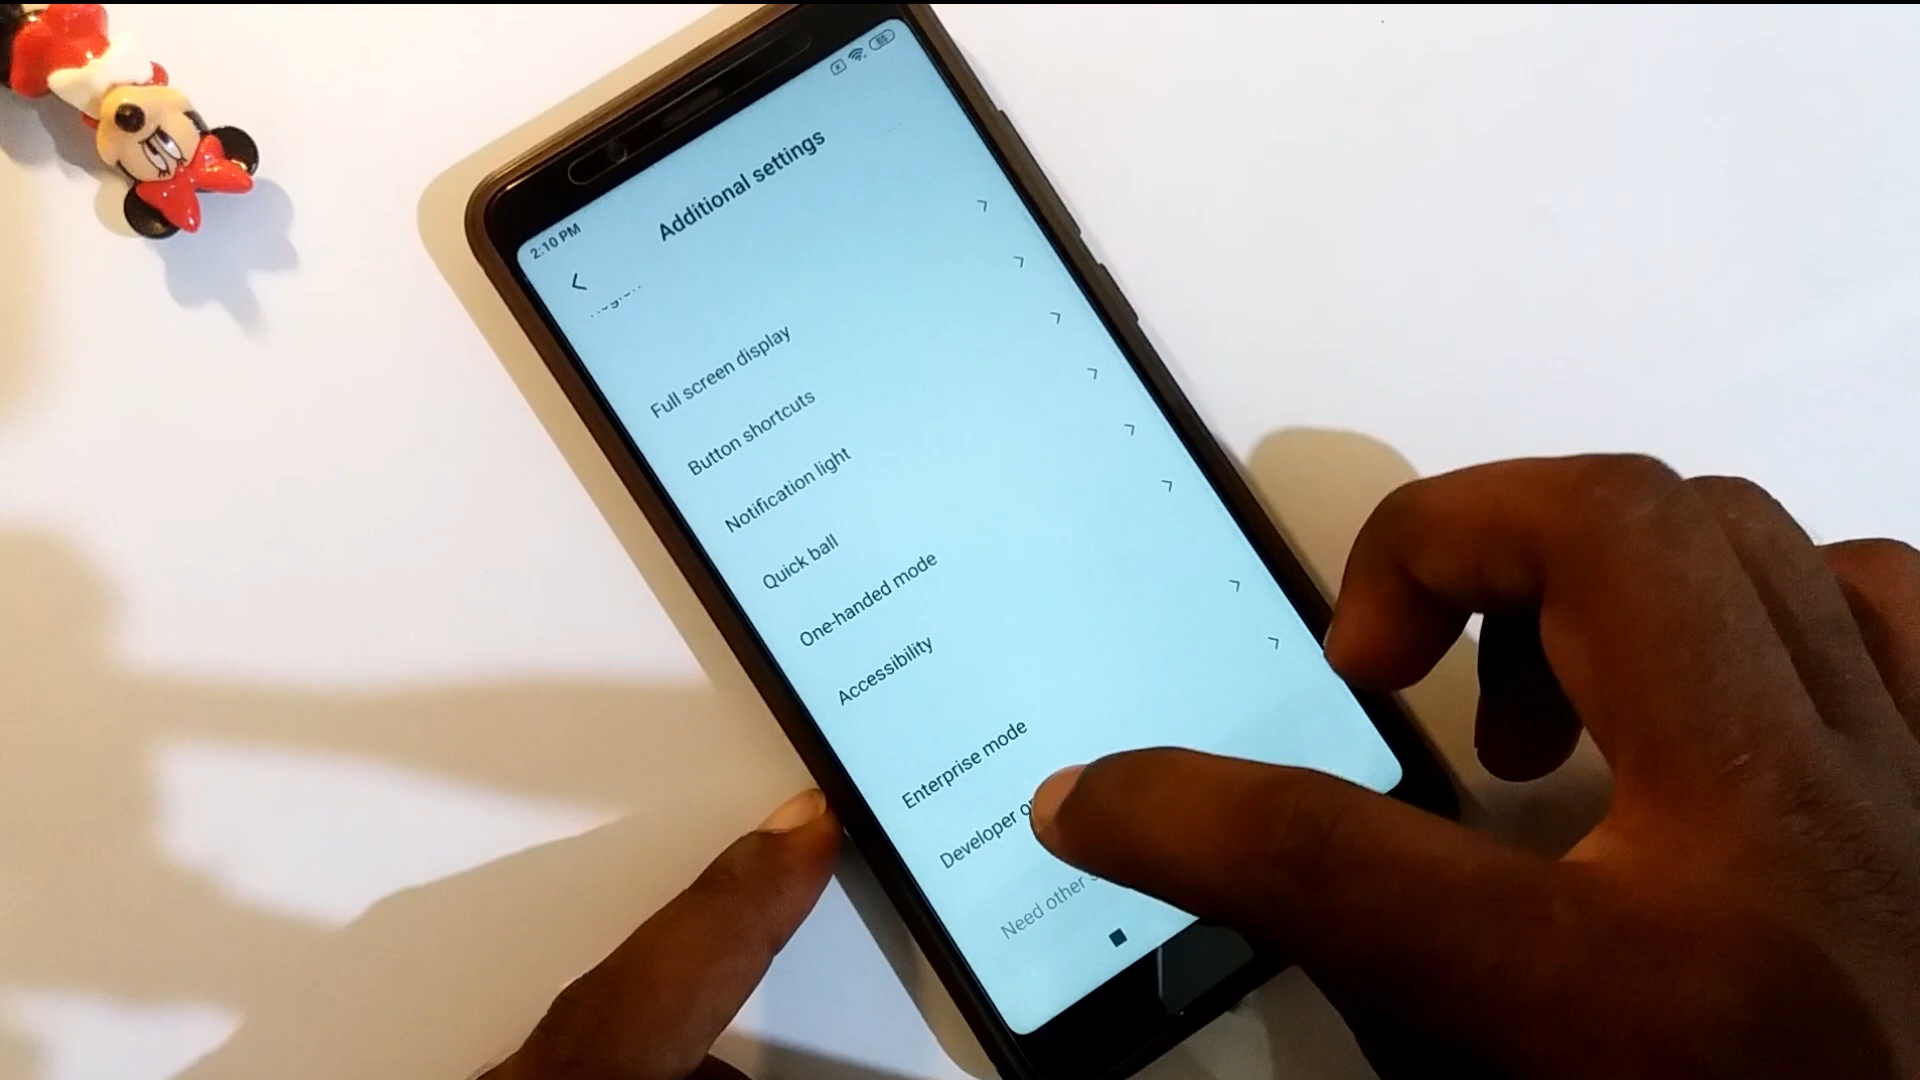 2:10 PM
Additional settings
Full screen display
Button shortcuts
Notification light
Quick ball
One-handed mode
Accessibility
Enterprise mode
Developer
Need other